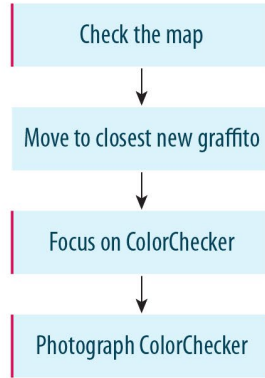 Check the map
Move to closest new graffito
Focus on ColorChecker
Photograph ColorChecker